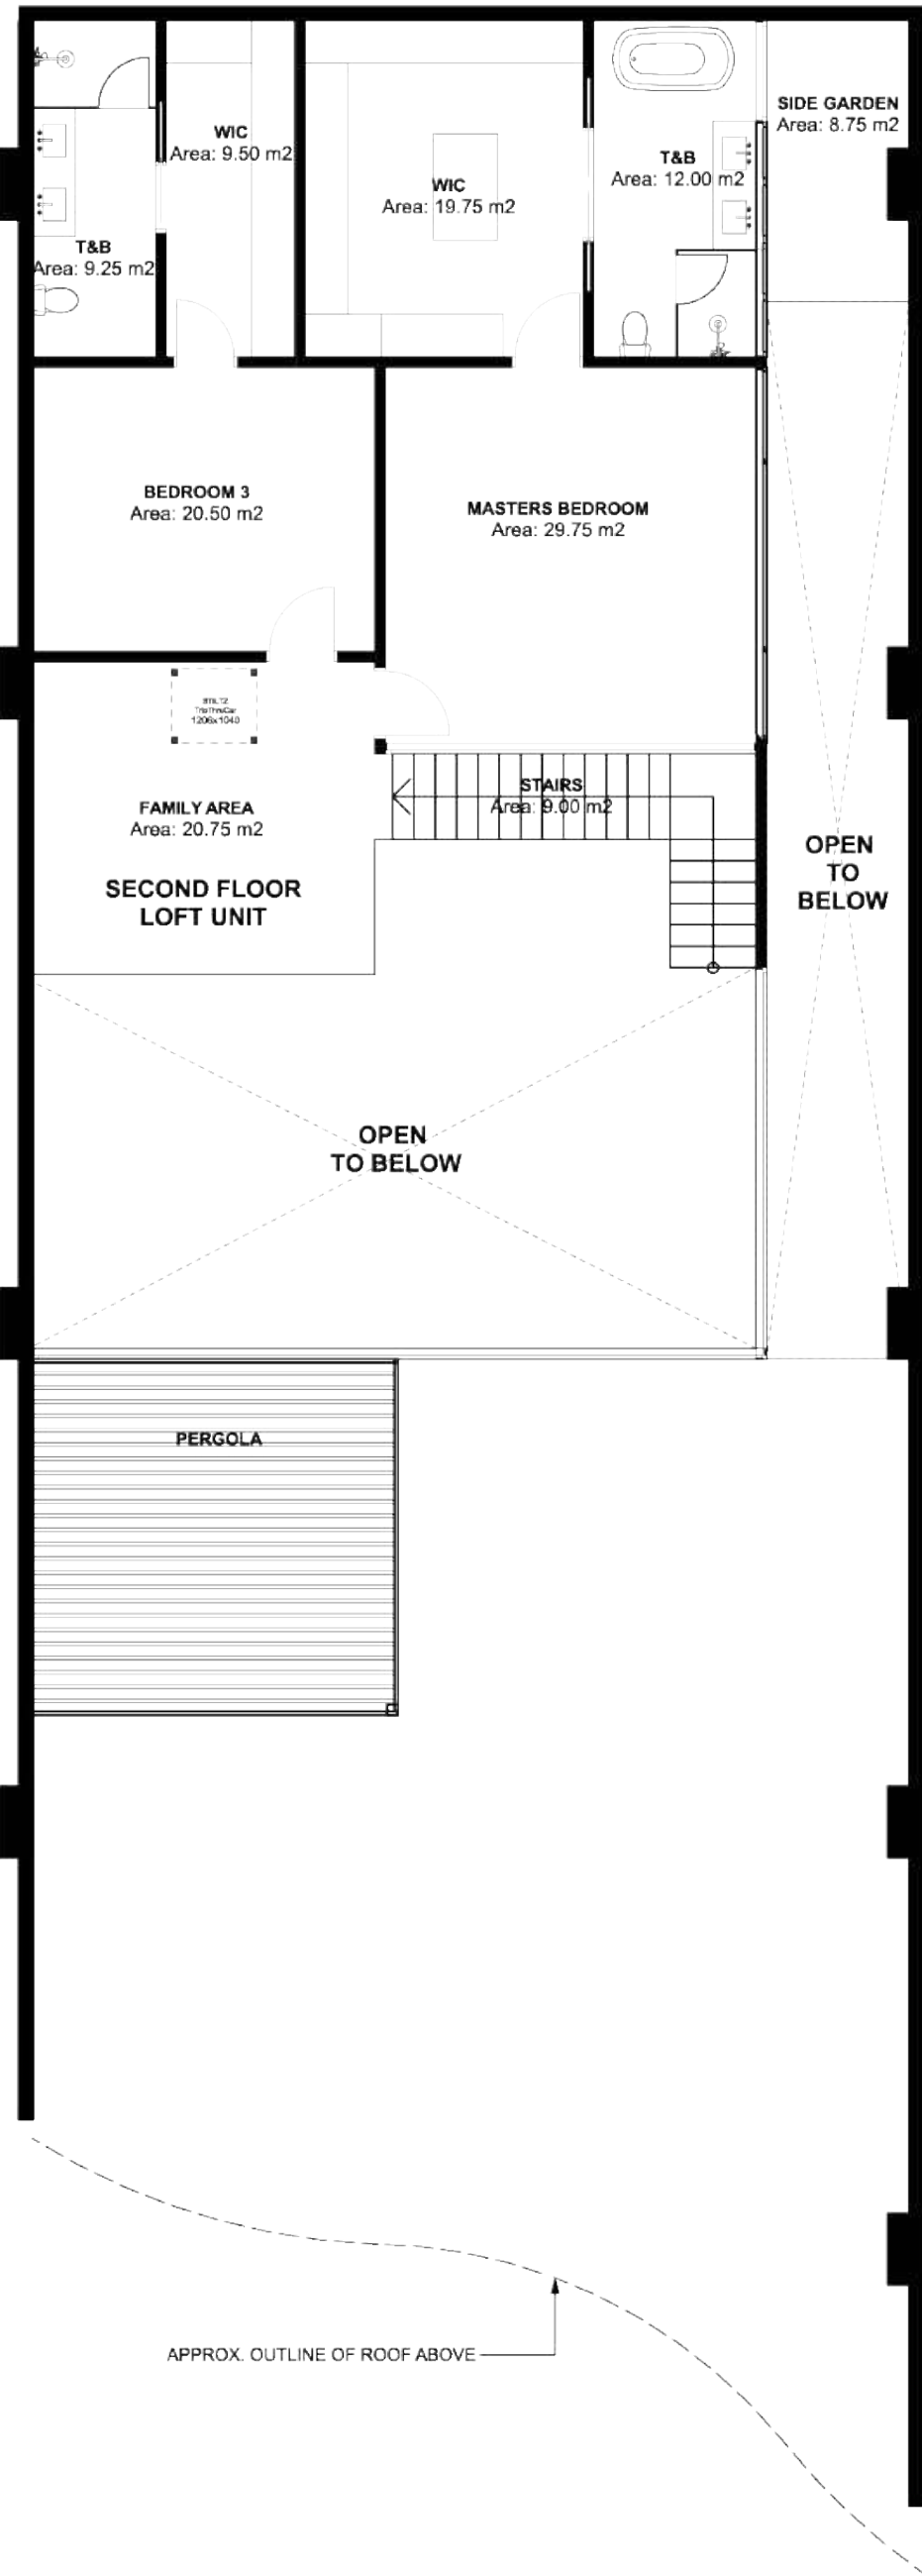 SIDE GARDEN
Area: 8.75 m2
WIC
Area: 9.50 m2
T&B
Area: 12.00 m2
WIC
Area: 19.75 m2
T&B
Area: 9.25 m2
BEDROOM 3
Area: 20.50 m2
MASTERS BEDROOM
Area: 29.75 m2
1206x1040
STAIRS
Area: 9.00 m2
FAMILY AREA
Area: 20.75 m2
SECOND FLOOR
LOFT UNIT
OPEN
TO
BELOW
OPEN
TO BELOW
PERGOLA
APPROX. OUTLINE OF ROOF ABOVE